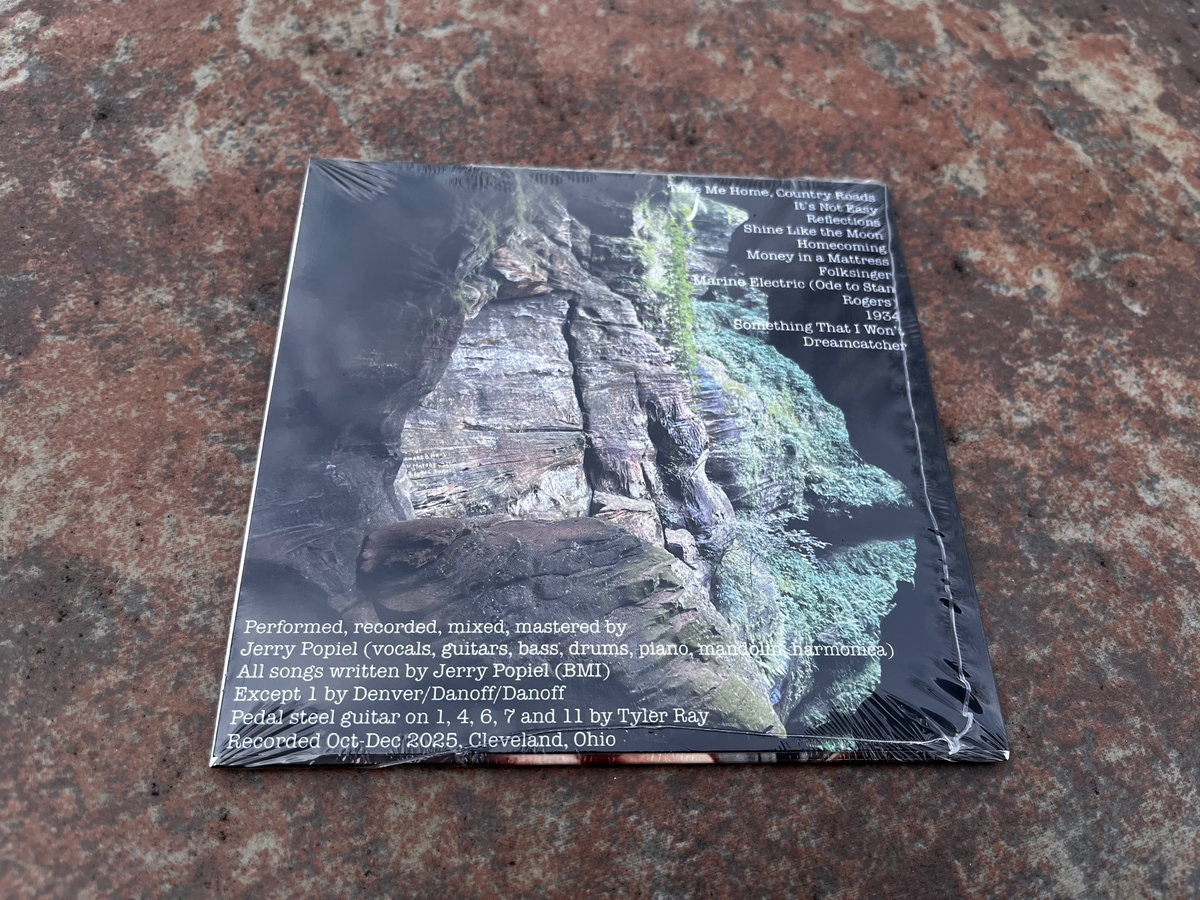 Take Me Home, Country Roads
It's Not Easy
Reflections
Shine Like the Moon
Homecoming
Money in a Mattress
Folksinger
Marine Electric (Ode to Stan
Rogers)
1934
Something That I Won't
Dreamcatcher
Performed, recorded, mixed, mastered by
Jerry Popiel (vocals, guitars, bass, drums, piano, mandolin, harmonica)
All songs written by Jerry Popiel (BMI)
Except 1 by Denver/Danoff/Danoff
Pedal steel guitar on 1, 4, 6, 7 and 11 by Tyler Ray
Recorded Oct-Dec 2025, Cleveland, Ohio